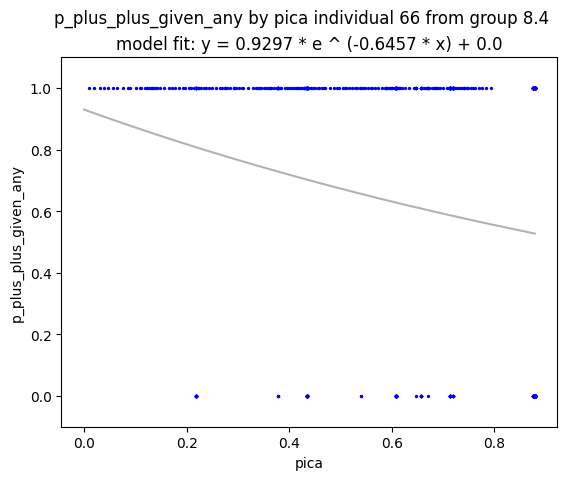 p_plus_plus_given_any by pica individual 66 from group 8.4
model fit: y = 0.9297 * e ^ (-0.6457 * x) + 0.0
1.0
0.8
0.6
0.4
0.2
0.0
p_plus_plus_given_any
0.0 0.2 0.4 0.6 0.8
pica